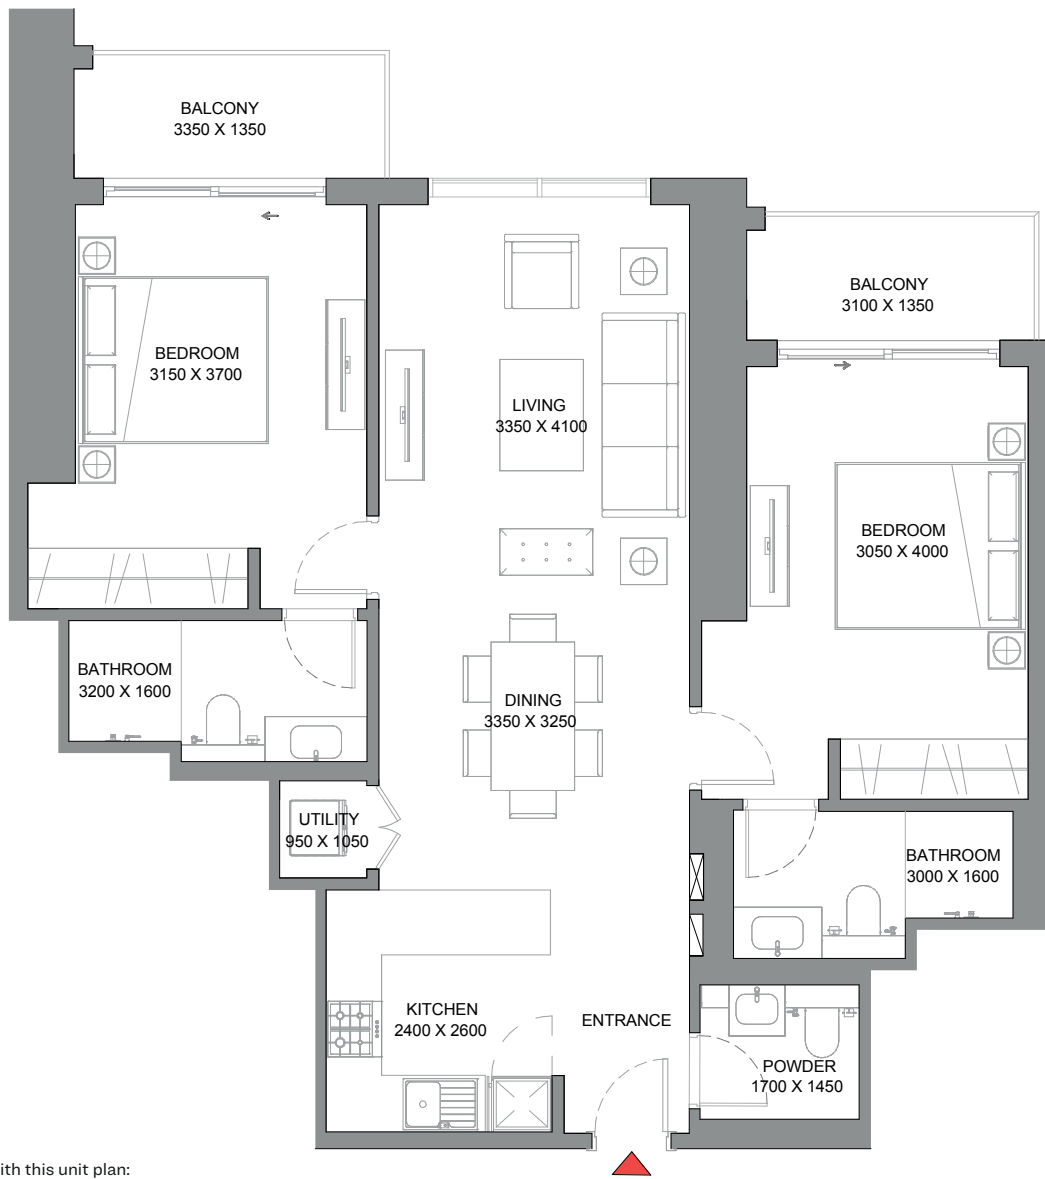 BALCONY
3350 X 1350
BALCONY
3100 X 1350
BEDROOM
3150 X 3700
LIVING
3350 X 4100
BEDROOM
3050 X 4000
BATHROOM
3200 X 1600
DINING
3350 X 3250
UTILITY
950 X 1050
BATHROOM
3000 X 1600
KITCHEN
2400 X 2600
ENTRANCE
POWDER
1700 X 1450
ith this unit plan: